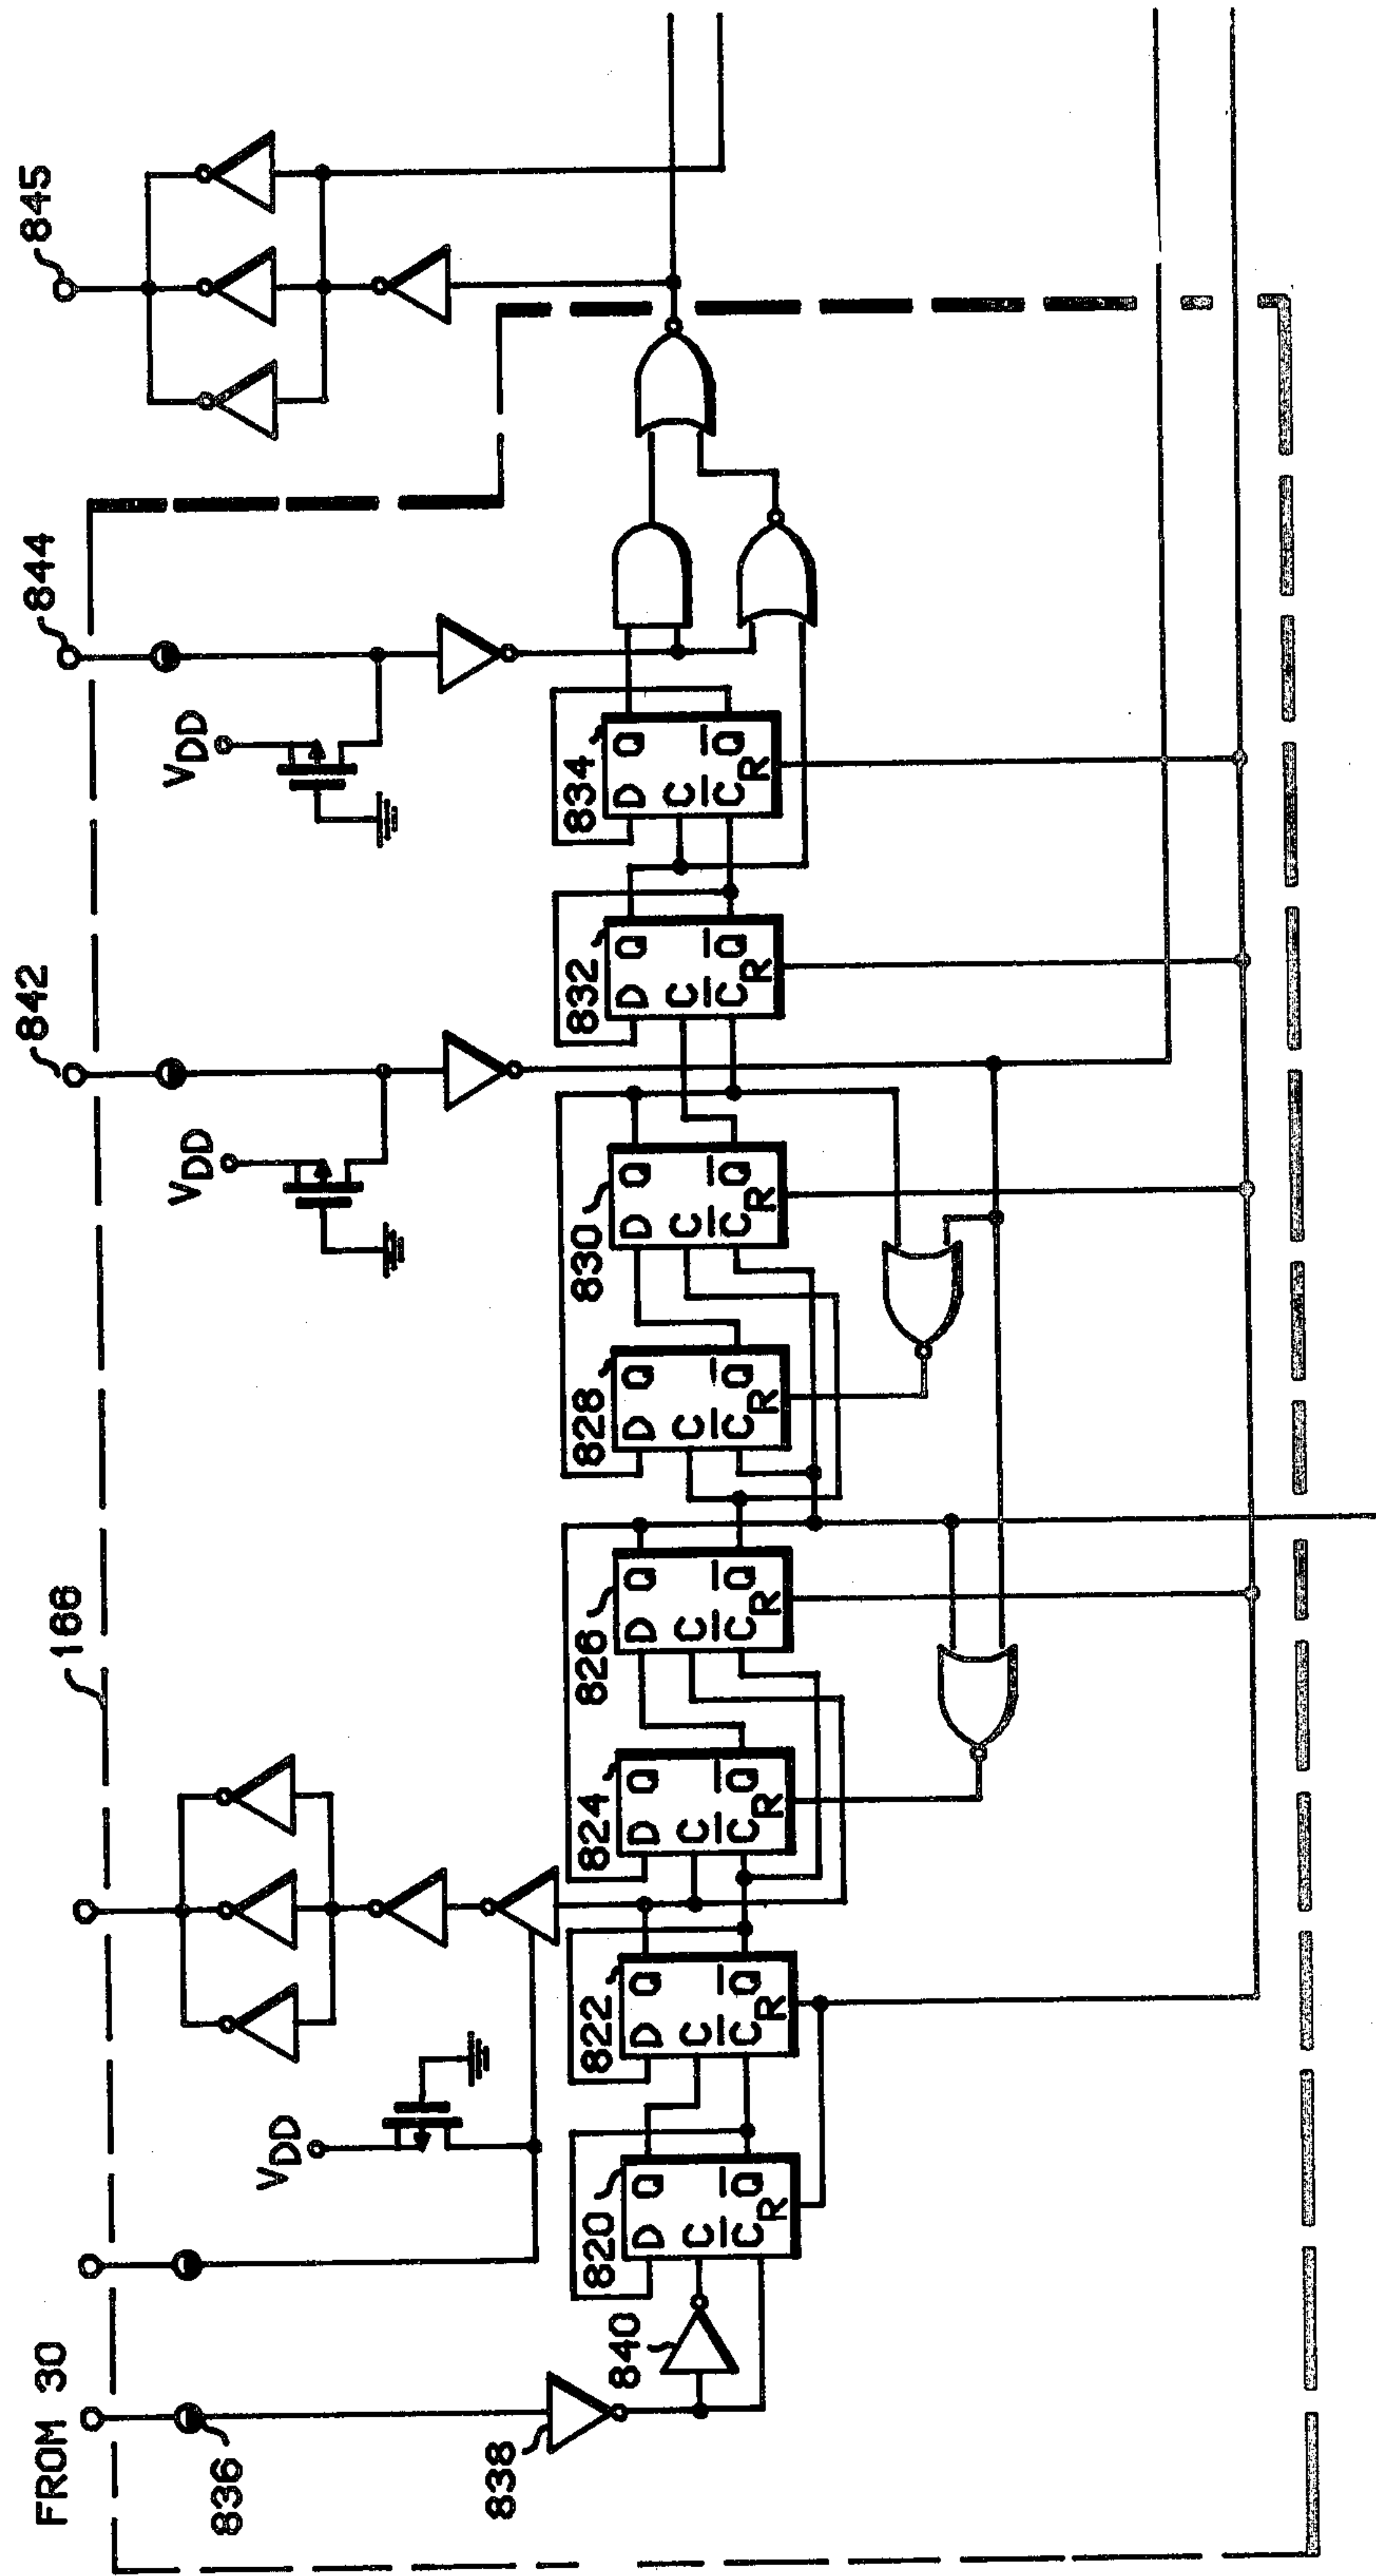 FROM 30
166
842
844
845
836
VDD
VDD
VDD
838
840
820
D Q
C
C̅ Q̅
R
822
D Q
C
C̅ Q̅
R
824
D Q
C
C̅ Q̅
R
826
D Q
C
C̅ Q̅
R
828
D Q
C
C̅ Q̅
R
830
D Q
C
C̅ Q̅
R
832
D Q
C
C̅ Q̅
R
834
D Q
C
C̅ Q̅
R